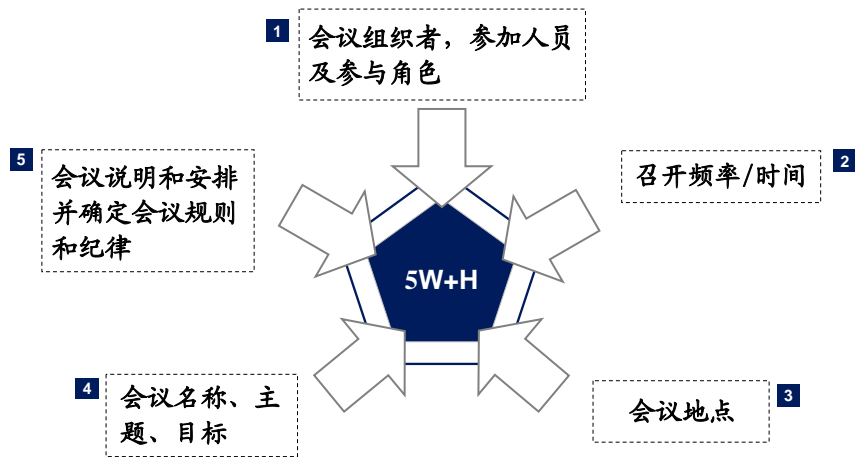 1
会议组织者，参加人员
及参与角色
5
会议说明和安排
并确定会议规则
和纪律
召开频率/时间
2
5W+H
4
会议名称、主
题、目标
会议地点
3